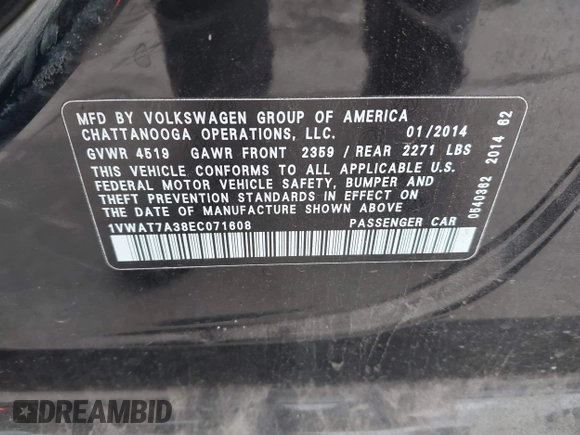 MFD BY VOLKSWAGEN GROUP OF AMERICA
CHATTANOOGA OPERATIONS, LLC. 01/2014
GVWR 4519 GAWR FRONT 2359 / REAR 2271 LBS
THIS VEHICLE CONFORMS TO ALL APPLICABLE U.S.
FEDERAL MOTOR VEHICLE SAFETY, BUMPER AND
THEFT PREVENTION STANDARDS IN EFFECT ON
THE DATE OF MANUFACTURE SHOWN ABOVE
1VWAT7A38EC071608 PASSENGER CAR
0540362 2014 62
DREAMBID